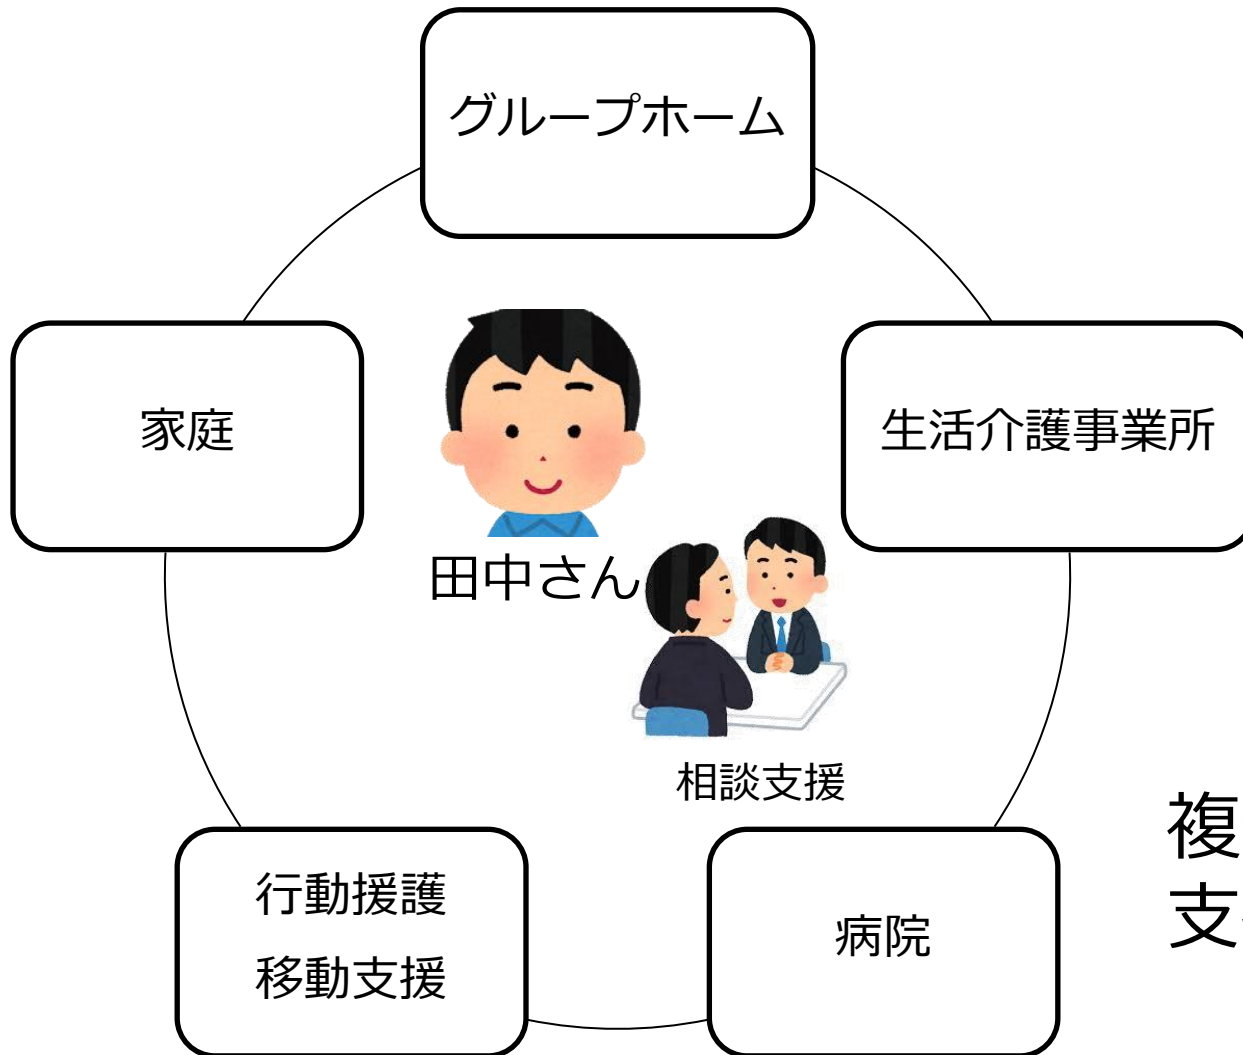 グループホーム
家庭
生活介護事業所
田中さん
相談支援
行動援護
移動支援
病院
複
支